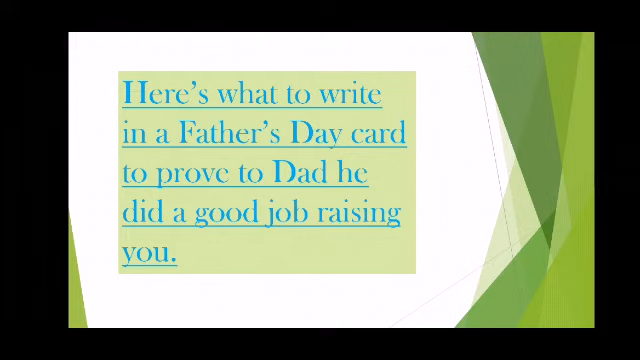 Here’s what to write
in a Father’s Day card
to prove to Dad he
did a good job raising
you.